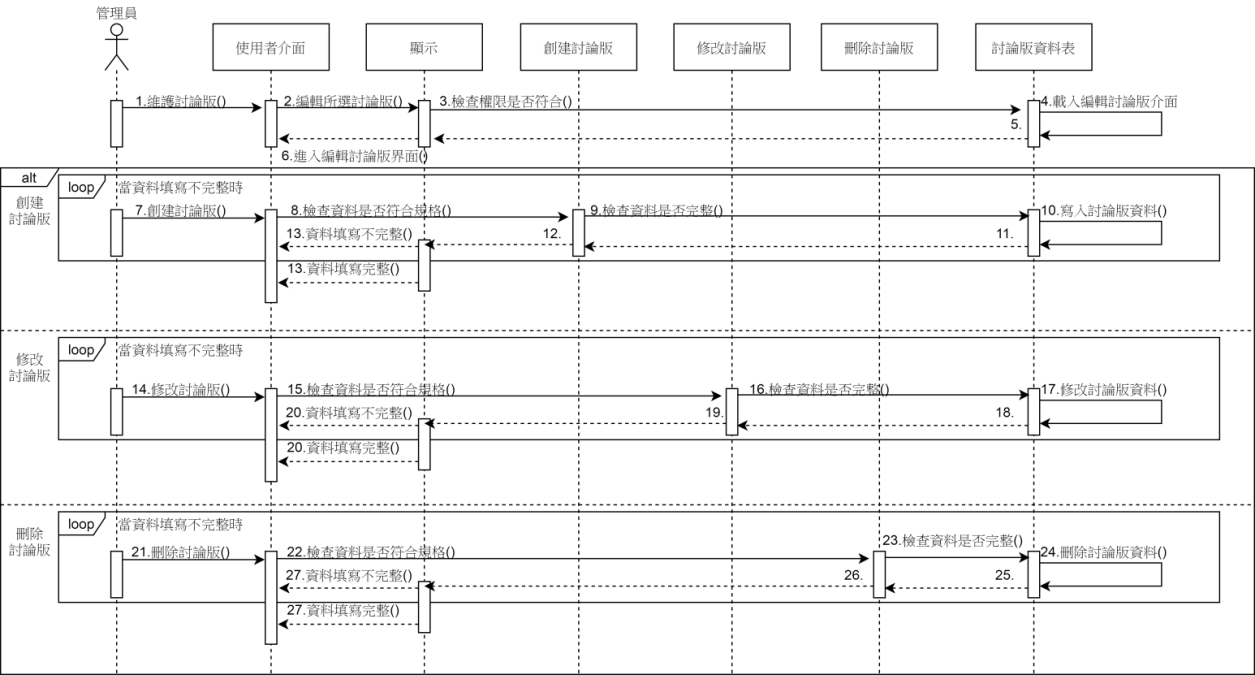 管理員
使用者介面
顯示
創建討論版
修改討論版
刪除討論版
討論版資料表
1.維護討論版()
2.編輯所選討論版()
3.檢查權限是否符合()
4.載入編輯討論版介面
5.
6.進入編輯討論版界面()
alt
創建
討論版
loop
當資料填寫不完整時
7.創建討論版()
8.檢查資料是否符合規格()
9.檢查資料是否完整()
10.寫入討論版資料()
11.
12.
13.資料填寫不完整()
13.資料填寫完整()
修改
討論版
loop
當資料填寫不完整時
14.修改討論版()
15.檢查資料是否符合規格()
16.檢查資料是否完整()
17.修改討論版資料()
18.
19.
20.資料填寫不完整()
20.資料填寫完整()
刪除
討論版
loop
當資料填寫不完整時
21.刪除討論版()
22.檢查資料是否符合規格()
23.檢查資料是否完整()
24.刪除討論版資料()
25.
26.
27.資料填寫不完整()
27.資料填寫完整()